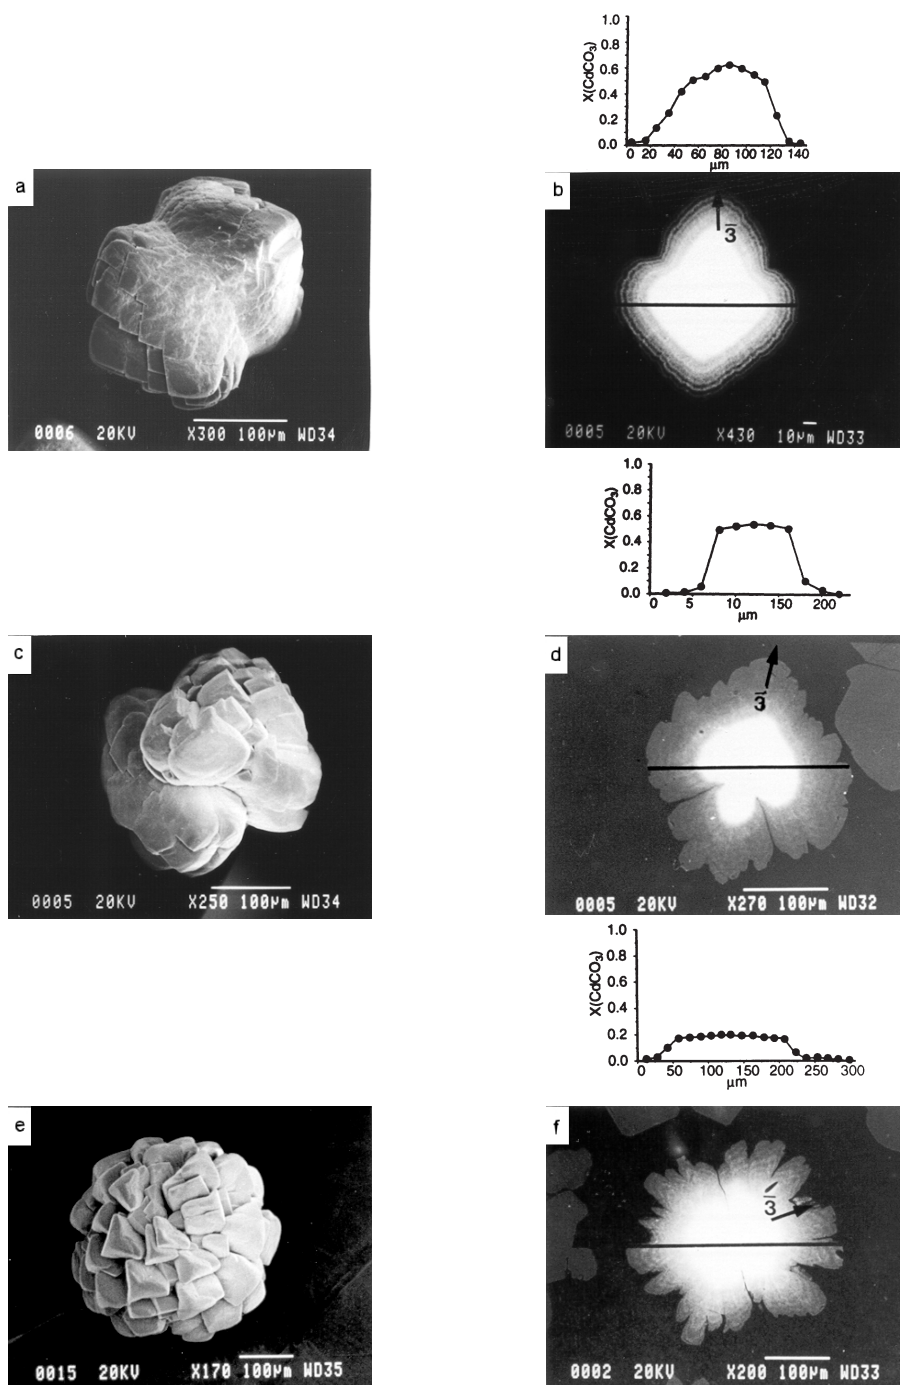 1.0
0.8
0.6
0.4
0.2
0.0
X(CdCO3)
0 20 40 60 80 100 120 140
μm
a
0006 20KV X300 100μm WD34
b
3̅
0005 20KV X430 10μm WD33
1.0
0.8
0.6
0.4
0.2
0.0
X(CdCO3)
0 5 10 150 200
μm
c
0005 20KV X250 100μm WD34
d
3̅
0005 20KV X270 100μm WD32
1.0
0.8
0.6
0.4
0.2
0.0
X(CdCO3)
0 50 100 150 200 250 300
μm
e
0015 20KV X170 100μm WD35
f
3̅
0002 20KV X200 100μm WD33